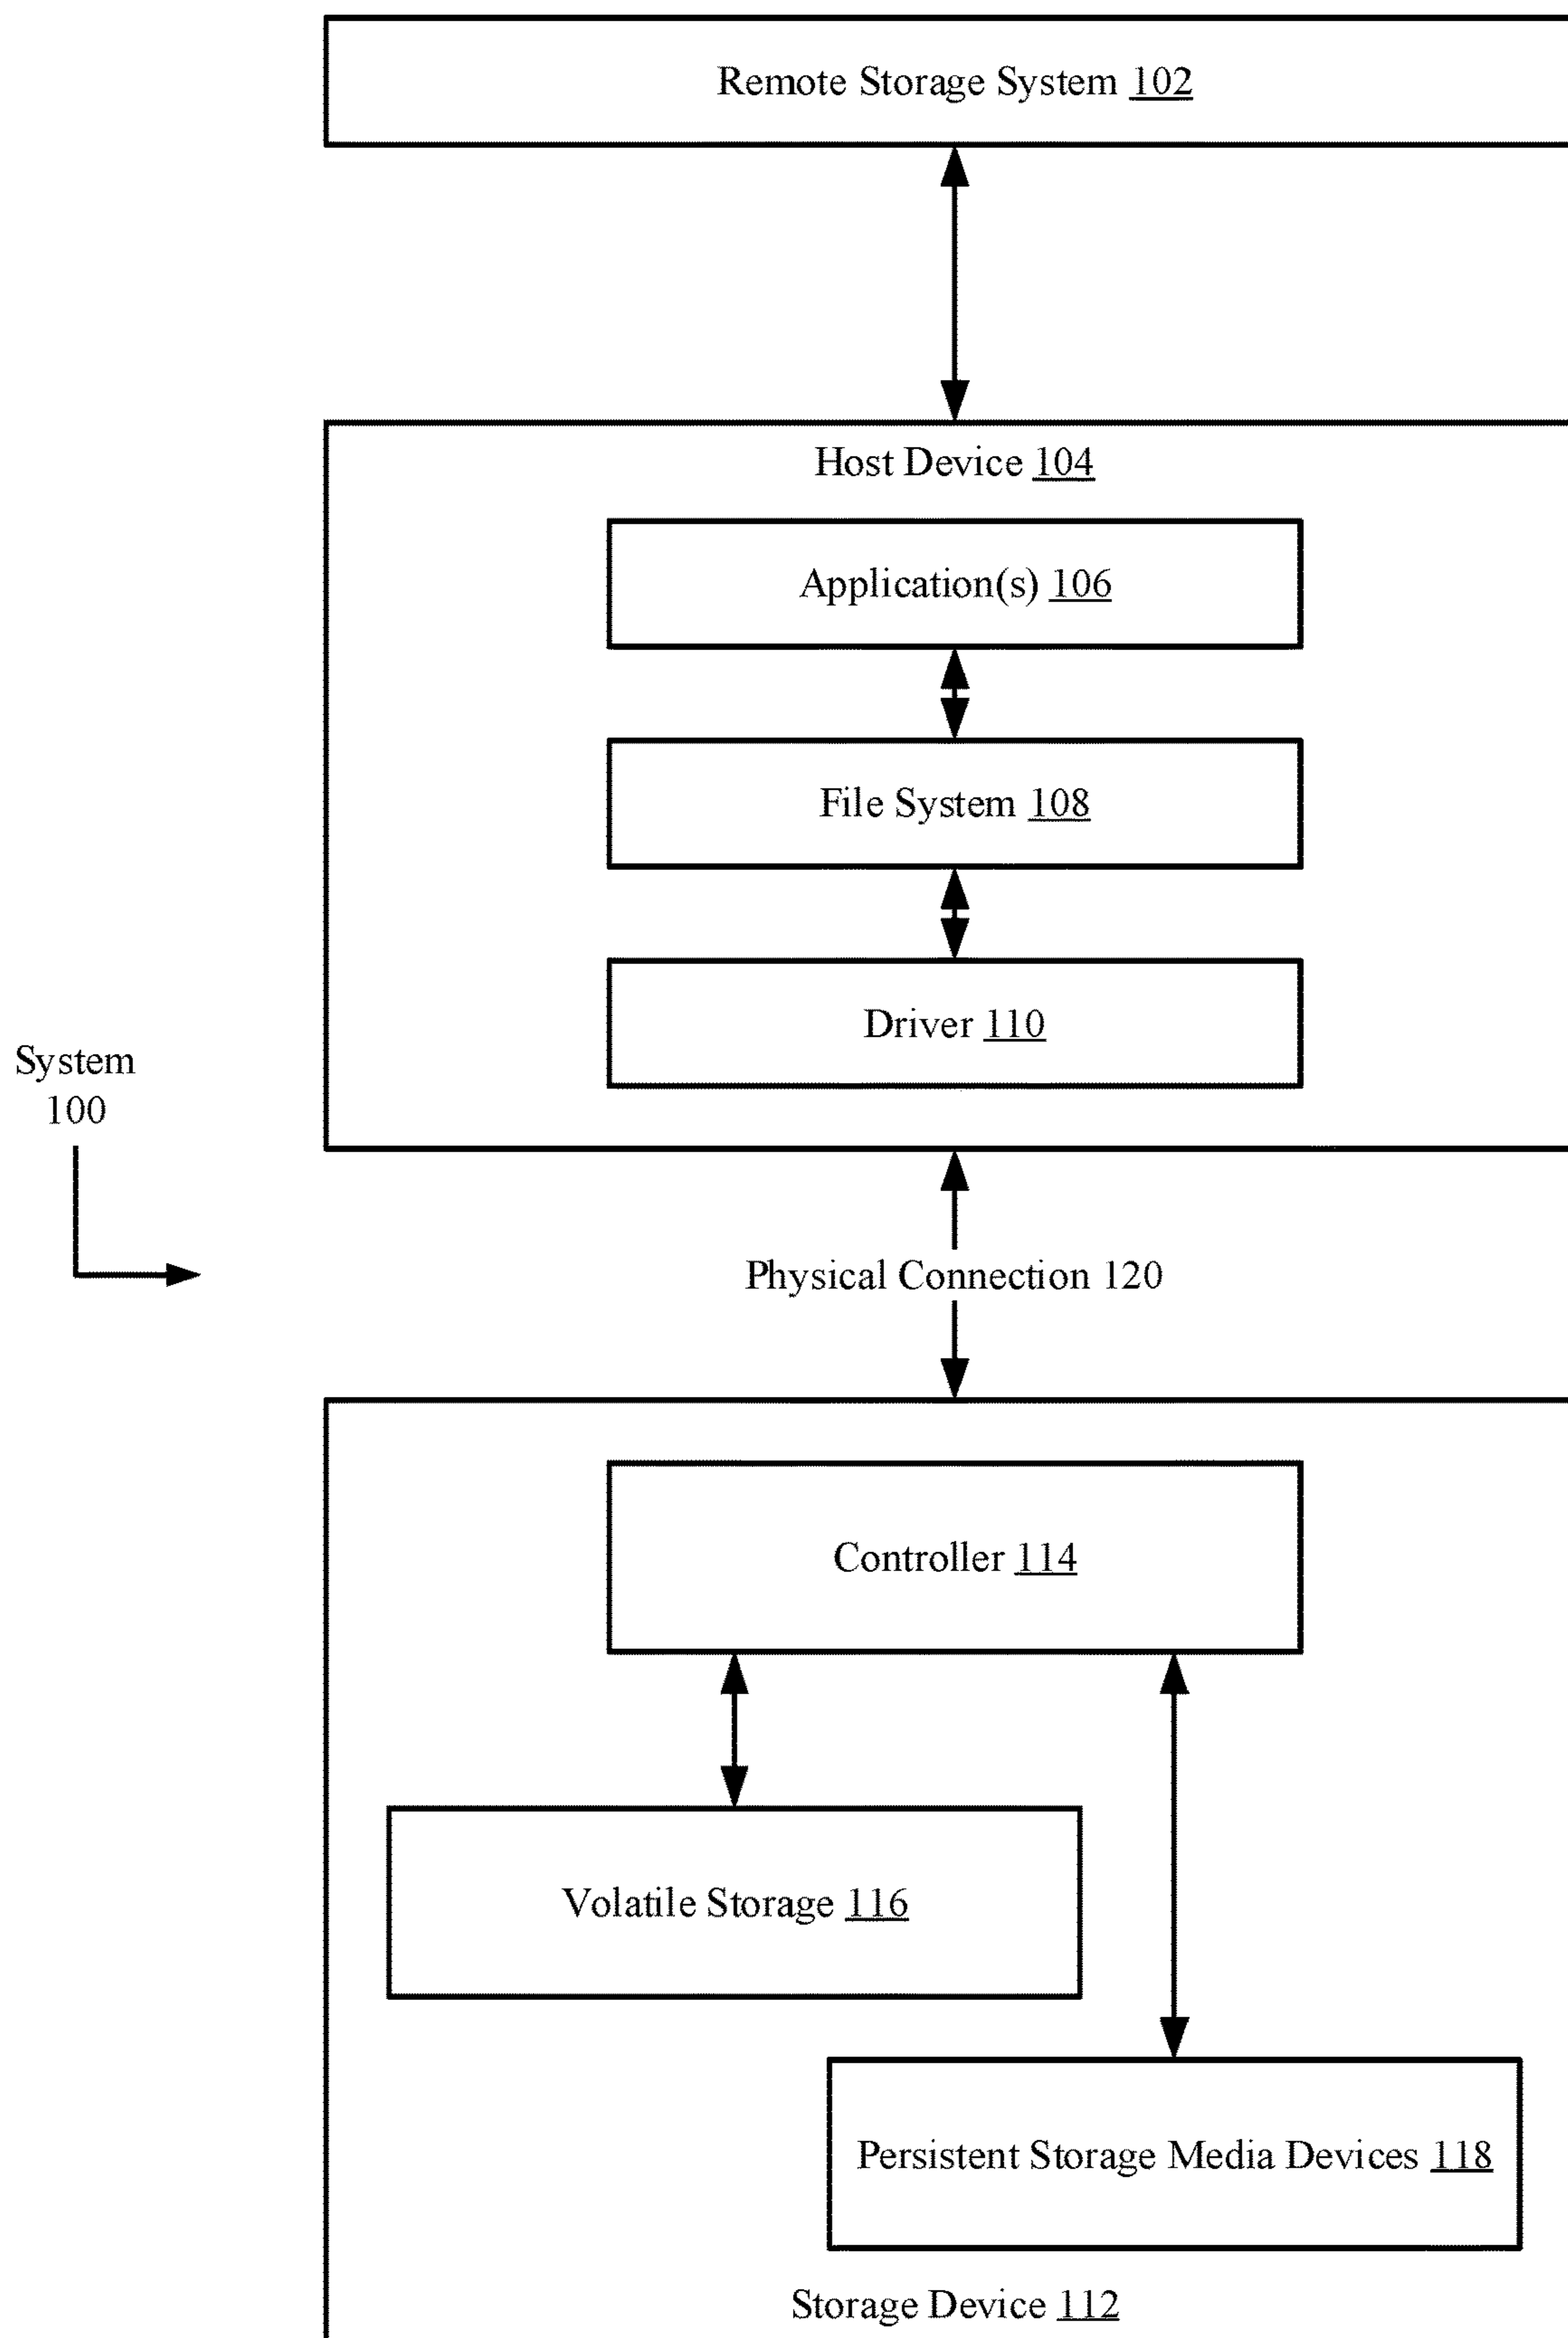 Remote Storage System 102
Host Device 104
Application(s) 106
File System 108
Driver 110
System
100
Physical Connection 120
Controller 114
Volatile Storage 116
Persistent Storage Media Devices 118
Storage Device 112